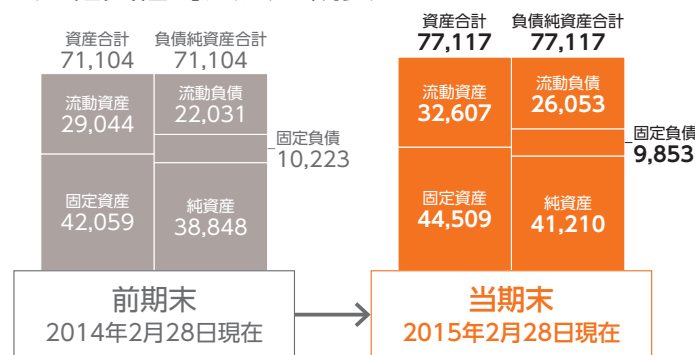 資産合計
71,104
負債純資産合計
71,104
流動資産
29,044
流動負債
22,031
固定負債
10,223
固定資産
42,059
純資産
38,848
前期末
2014年2月28日現在
資産合計
77,117
負債純資産合計
77,117
流動資産
32,607
流動負債
26,053
固定負債
9,853
固定資産
44,509
純資産
41,210
当期末
2015年2月28日現在